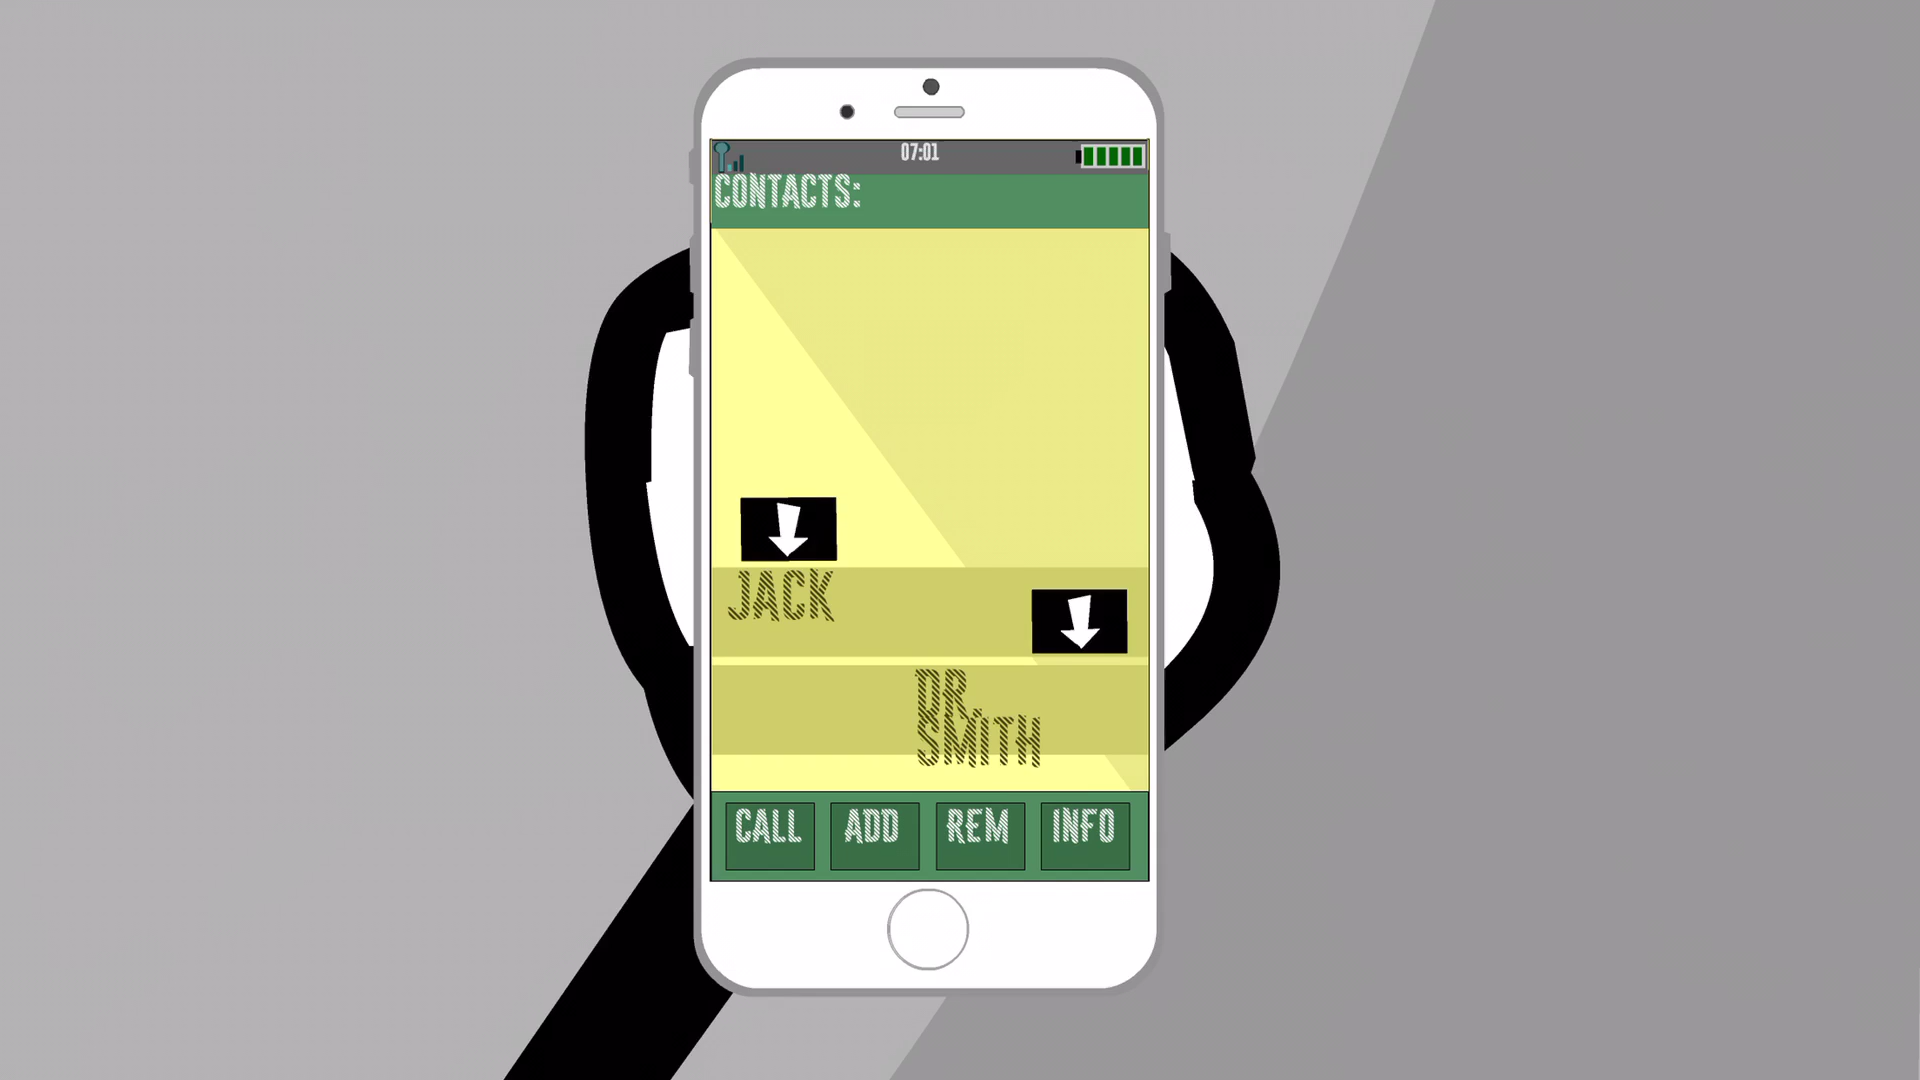 07:01
CONTACTS:
JACK
DR.
SMITH
CALL ADD REM INFO